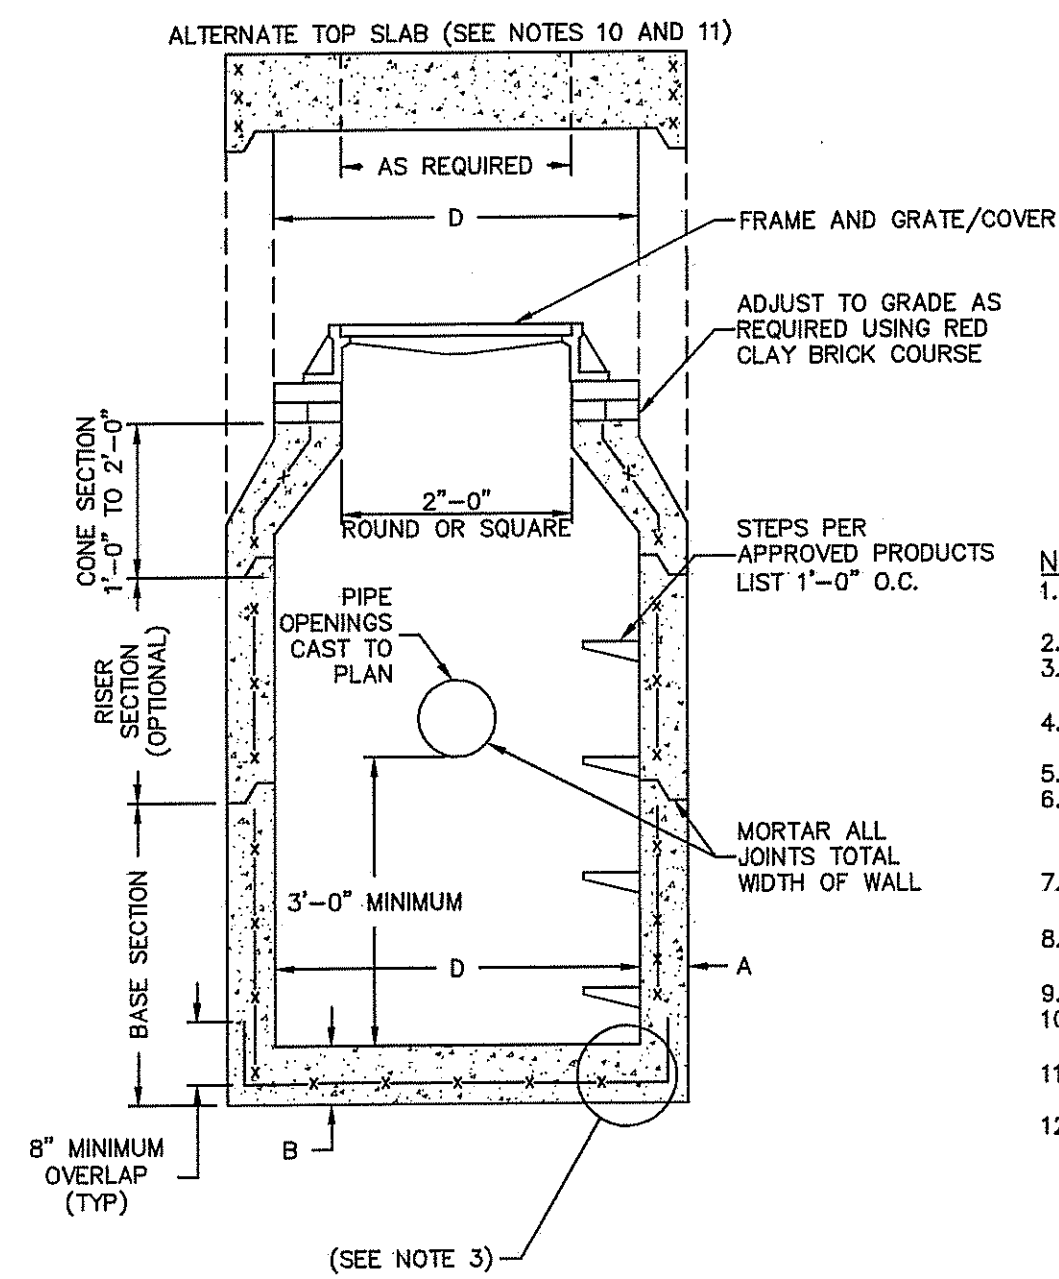 ALTERNATE TOP SLAB (SEE NOTES 10 AND 11)
AS REQUIRED
D
FRAME AND GRATE/COVER
ADJUST TO GRADE AS
REQUIRED USING RED
CLAY BRICK COURSE
CONE SECTION
1'-0" TO 2'-0"
2"-0"
ROUND OR SQUARE
STEPS PER
APPROVED PRODUCTS
LIST 1'-0" O.C.
PIPE
OPENINGS
CAST TO
PLAN
RISER
SECTION
(OPTIONAL)
MORTAR ALL
JOINTS TOTAL
WIDTH OF WALL
3'-0" MINIMUM
BASE SECTION
D
A
8" MINIMUM
OVERLAP
(TYP)
B
(SEE NOTE 3)
N
1.
2.
3.
4.
5.
6.
7.
8.
9.
10
11
12